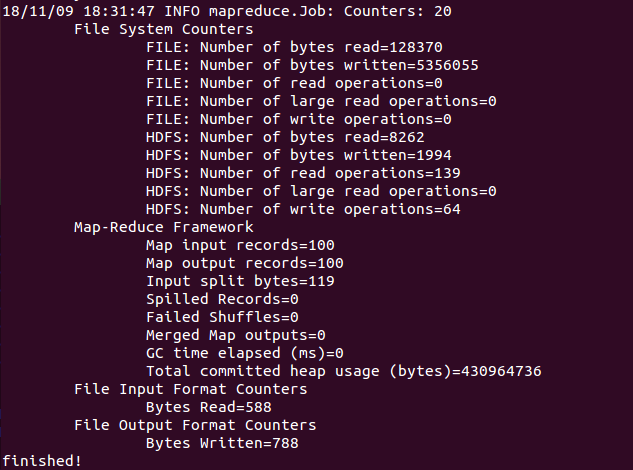 18/11/09 18:31:47 INFO mapreduce.Job: Counters: 20
File System Counters
FILE: Number of bytes read=128370
FILE: Number of bytes written=5356055
FILE: Number of read operations=0
FILE: Number of large read operations=0
FILE: Number of write operations=0
HDFS: Number of bytes read=8262
HDFS: Number of bytes written=1994
HDFS: Number of read operations=139
HDFS: Number of large read operations=0
HDFS: Number of write operations=64
Map-Reduce Framework
Map input records=100
Map output records=100
Input split bytes=119
Spilled Records=0
Failed Shuffles=0
Merged Map outputs=0
GC time elapsed (ms)=0
Total committed heap usage (bytes)=430964736
File Input Format Counters
Bytes Read=588
File Output Format Counters
Bytes Written=788
finished!